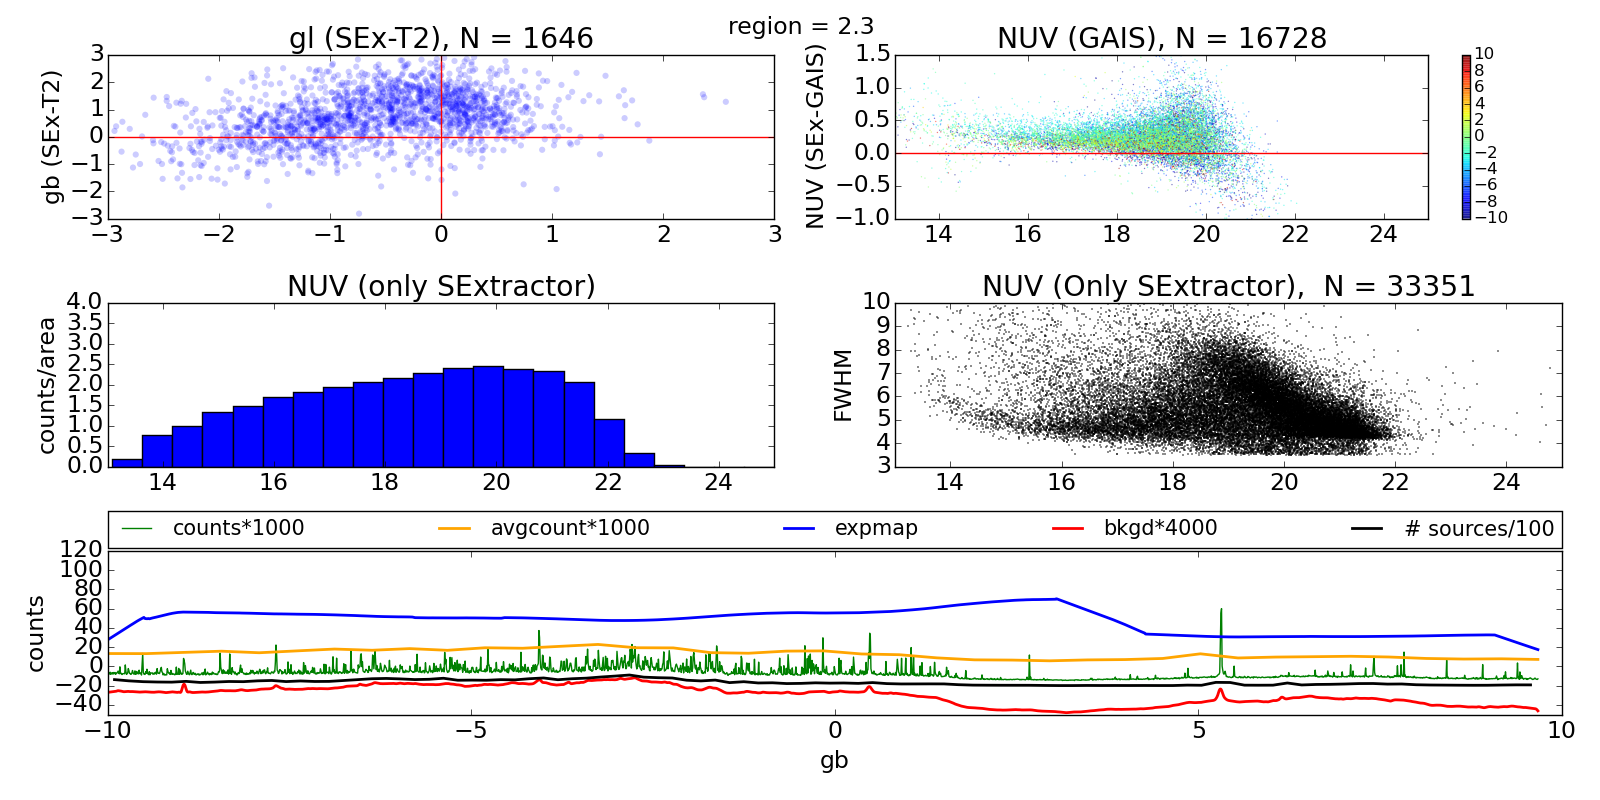 region = 2.3
gl (SEx-T2), N = 1646
gb (SEx-T2)
3
2
1
0
−1
−2
−3
−3 −2 −1 0 1 2 3
NUV (GAIS), N = 16728
NUV (SEx-GAIS)
1.5
1.0
0.5
0.0
−0.5
−1.0
14 16 18 20 22 24
10
8
6
4
2
0
−2
−4
−6
−8
−10
NUV (only SExtractor)
counts/area
4.0
3.5
3.0
2.5
2.0
1.5
1.0
0.5
0.0
14 16 18 20 22 24
NUV (Only SExtractor), N = 33351
FWHM
10
9
8
7
6
5
4
3
14 16 18 20 22 24
counts*1000 avgcount*1000 expmap bkgd*4000 # sources/100
counts
120
100
80
60
40
20
0
−20
−40
−10 −5 0 5 10
gb